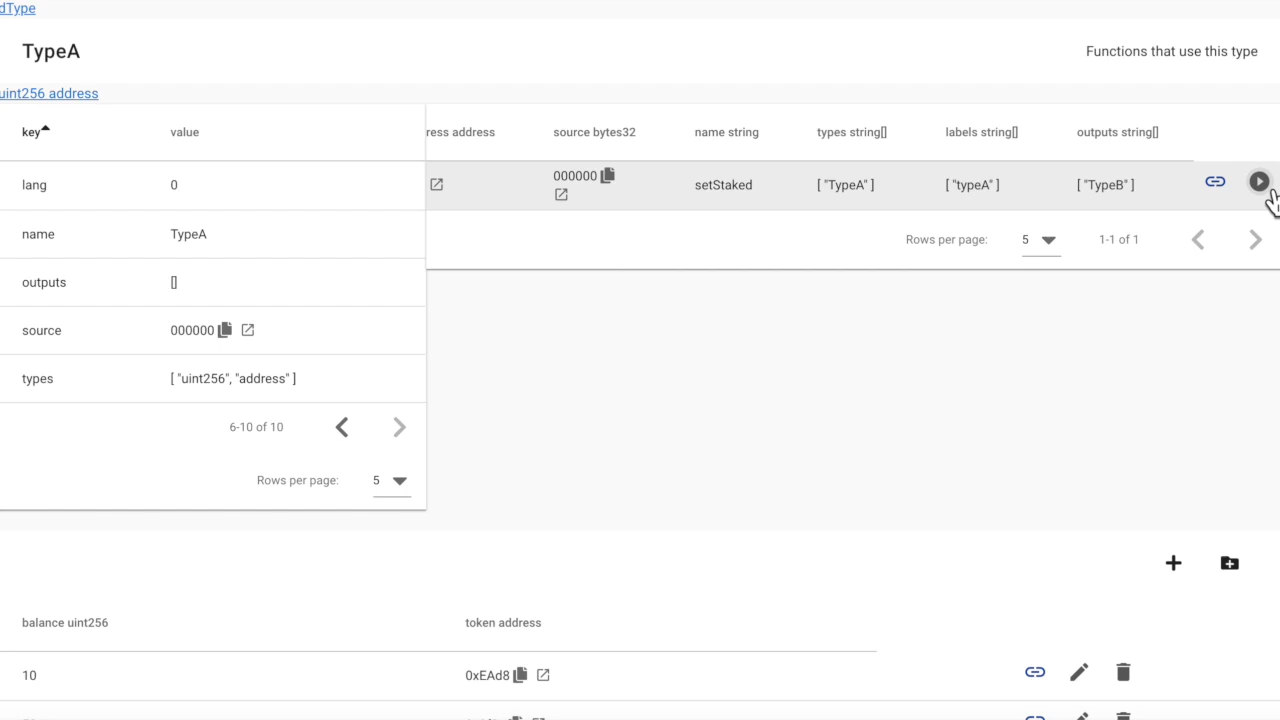 dType
TypeA
Functions that use this type
uint256 address
key value
ress address source bytes32 name string types string[] labels string[] outputs string[]
lang 0
000000 setStaked [ "TypeA" ] [ "typeA" ] [ "TypeB" ]
name TypeA
Rows per page: 5 1-1 of 1
outputs []
source 000000
types [ "uint256", "address" ]
6-10 of 10
Rows per page: 5
balance uint256 token address
10 0xEAd8